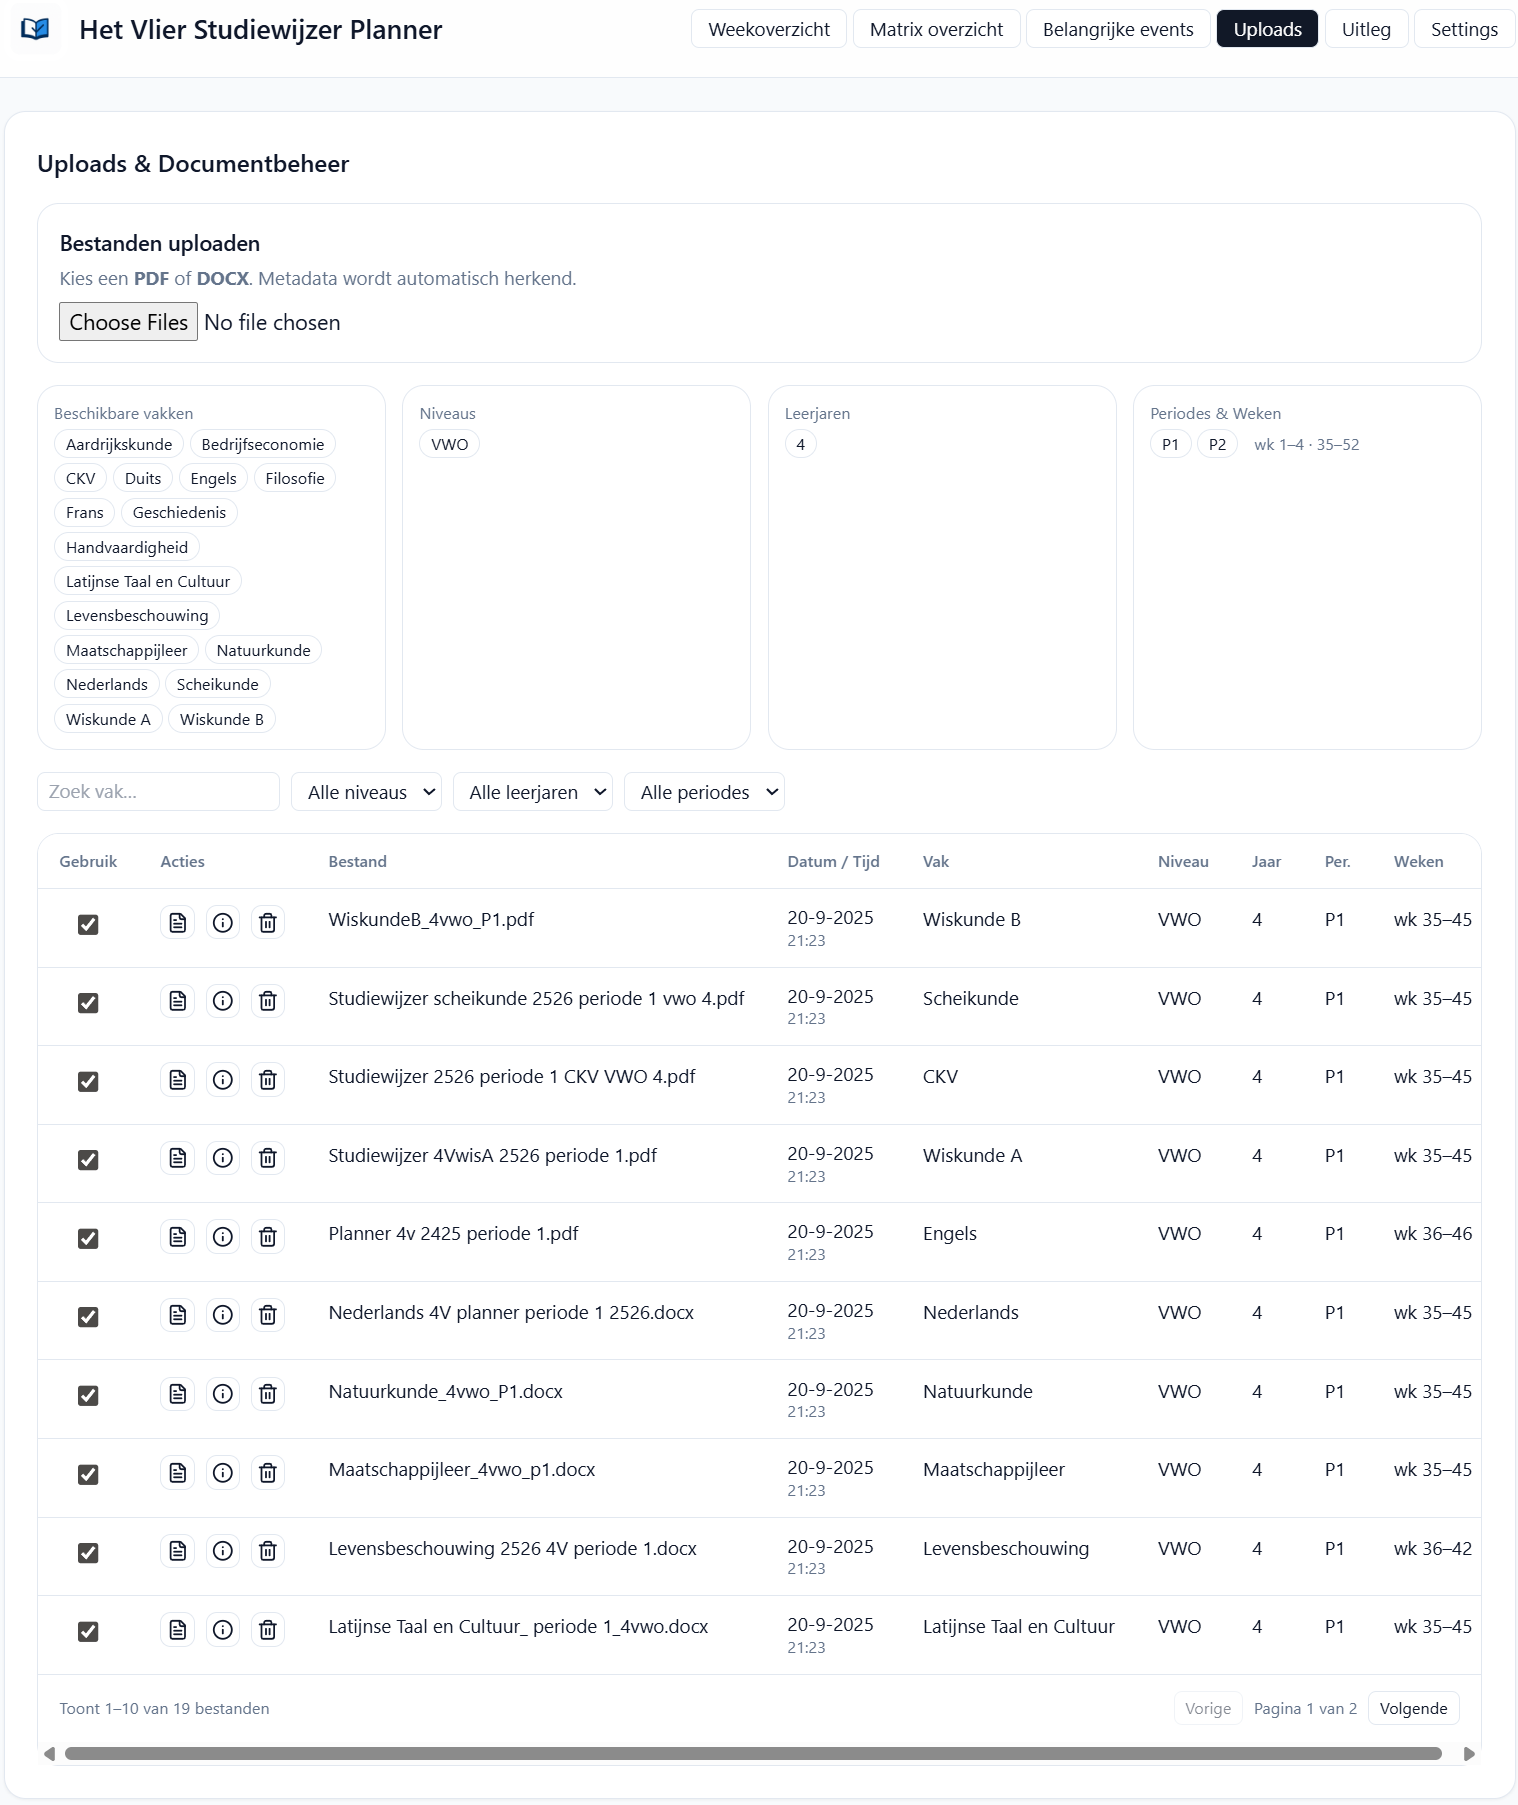 Het Vlier Studiewijzer Planner
Weekoverzicht
Matrix overzicht
Belangrijke events
Uploads
Uitleg
Settings
Uploads & Documentbeheer
Bestanden uploaden
Kies een PDF of DOCX. Metadata wordt automatisch herkend.
Choose Files No file chosen
Beschikbare vakken
Aardrijkskunde Bedrijfseconomie
CKV Duits Engels Filosofie
Frans Geschiedenis
Handvaardigheid
Latijnse Taal en Cultuur
Levensbeschouwing
Maatschappijleer Natuurkunde
Nederlands Scheikunde
Wiskunde A Wiskunde B
Niveaus
VWO
Leerjaren
4
Periodes & Weken
P1 P2 wk 1–4 · 35–52
Zoek vak... Alle niveaus Alle leerjaren Alle periodes
Gebruik Acties Bestand Datum / Tijd Vak Niveau Jaar Per. Weken
WiskundeB_4vwo_P1.pdf 20-9-2025 Wiskunde B VWO 4 P1 wk 35–45
21:23
Studiewijzer scheikunde 2526 periode 1 vwo 4.pdf 20-9-2025 Scheikunde VWO 4 P1 wk 35–45
21:23
Studiewijzer 2526 periode 1 CKV VWO 4.pdf 20-9-2025 CKV VWO 4 P1 wk 35–45
21:23
Studiewijzer 4VwisA 2526 periode 1.pdf 20-9-2025 Wiskunde A VWO 4 P1 wk 35–45
21:23
Planner 4v 2425 periode 1.pdf 20-9-2025 Engels VWO 4 P1 wk 36–46
21:23
Nederlands 4V planner periode 1 2526.docx 20-9-2025 Nederlands VWO 4 P1 wk 35–45
21:23
Natuurkunde_4vwo_P1.docx 20-9-2025 Natuurkunde VWO 4 P1 wk 35–45
21:23
Maatschappijleer_4vwo_p1.docx 20-9-2025 Maatschappijleer VWO 4 P1 wk 35–45
21:23
Levensbeschouwing 2526 4V periode 1.docx 20-9-2025 Levensbeschouwing VWO 4 P1 wk 36–42
21:23
Latijnse Taal en Cultuur_ periode 1_4vwo.docx 20-9-2025 Latijnse Taal en Cultuur VWO 4 P1 wk 35–45
21:23
Toont 1–10 van 19 bestanden Vorige Pagina 1 van 2 Volgende